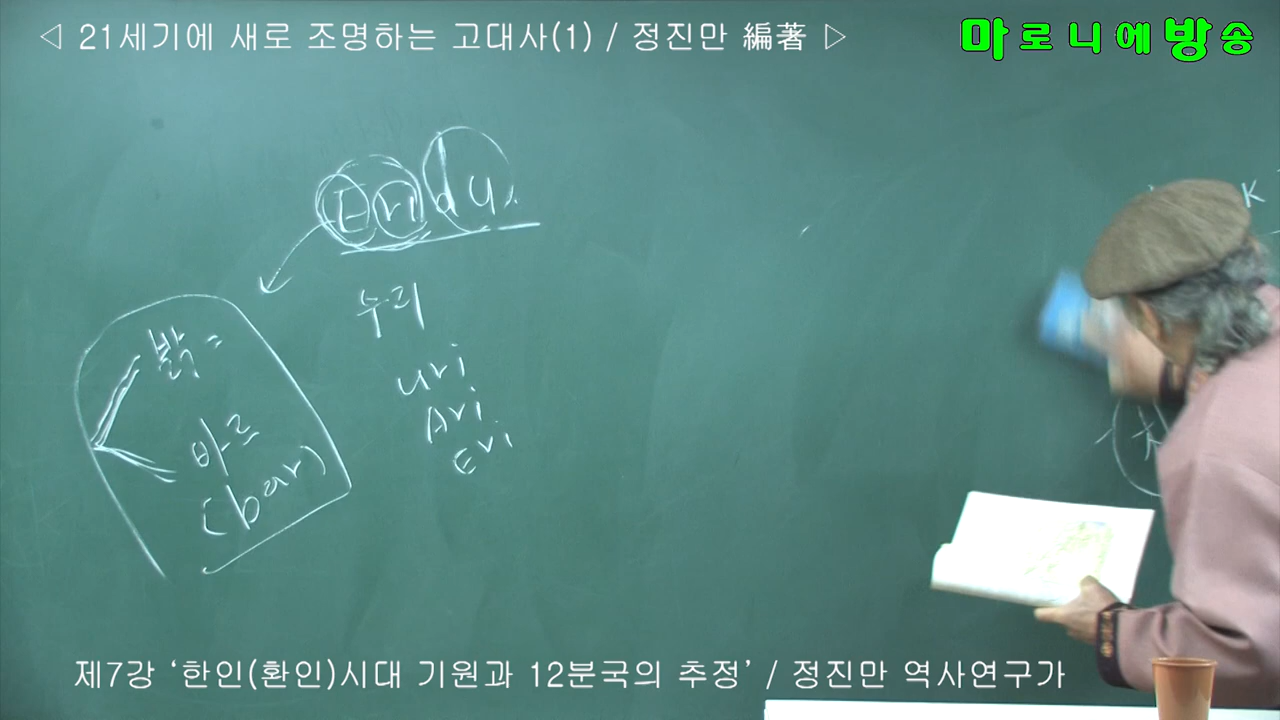 ◁ 21세기에 새로 조명하는 고대사(1) / 정진만 編著 ▷
마로니에방송
Eridu
K
누리
uri
Ari
Eri
밝=
바르
(bar)
제7강 ‘한인(환인)시대 기원과 12분국의 추정’ / 정진만 역사연구가